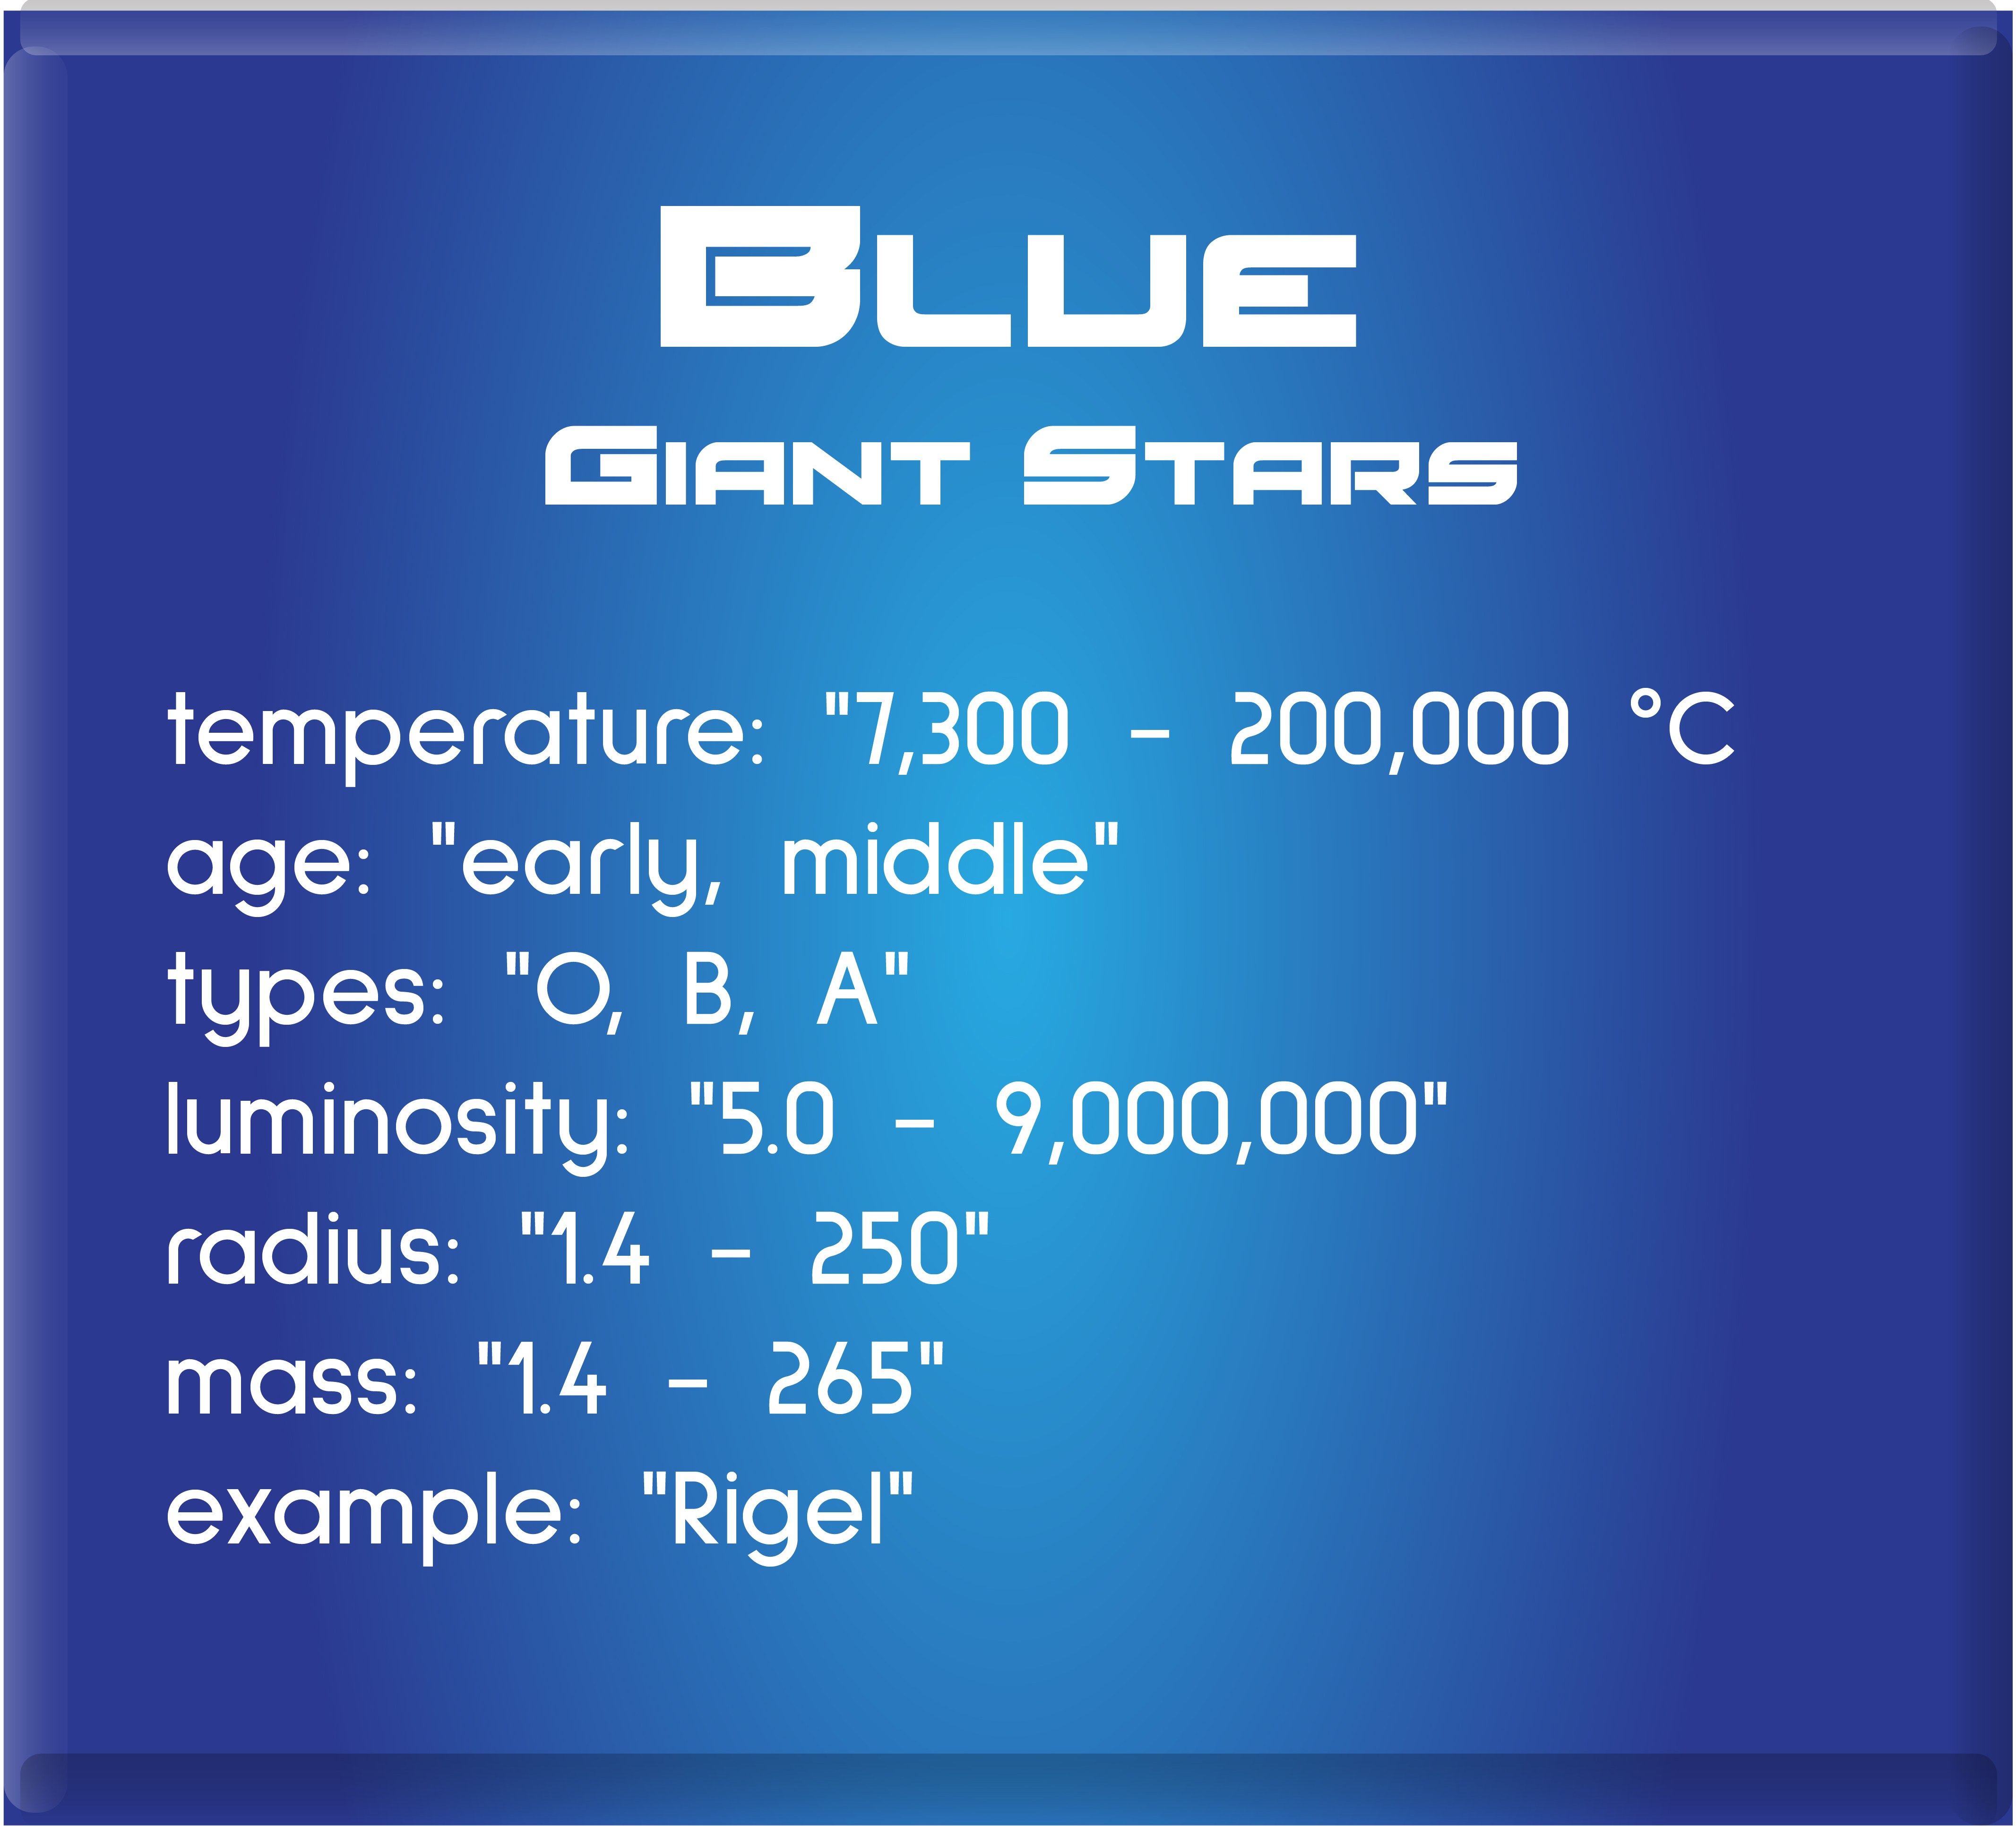 Blue
Giant Stars
temperature: "7,300 – 200,000 °C
age: "early, middle"
types: "O, B, A"
luminosity: "5.0 – 9,000,000"
radius: "1.4 – 250"
mass: "1.4 – 265"
example: "Rigel"